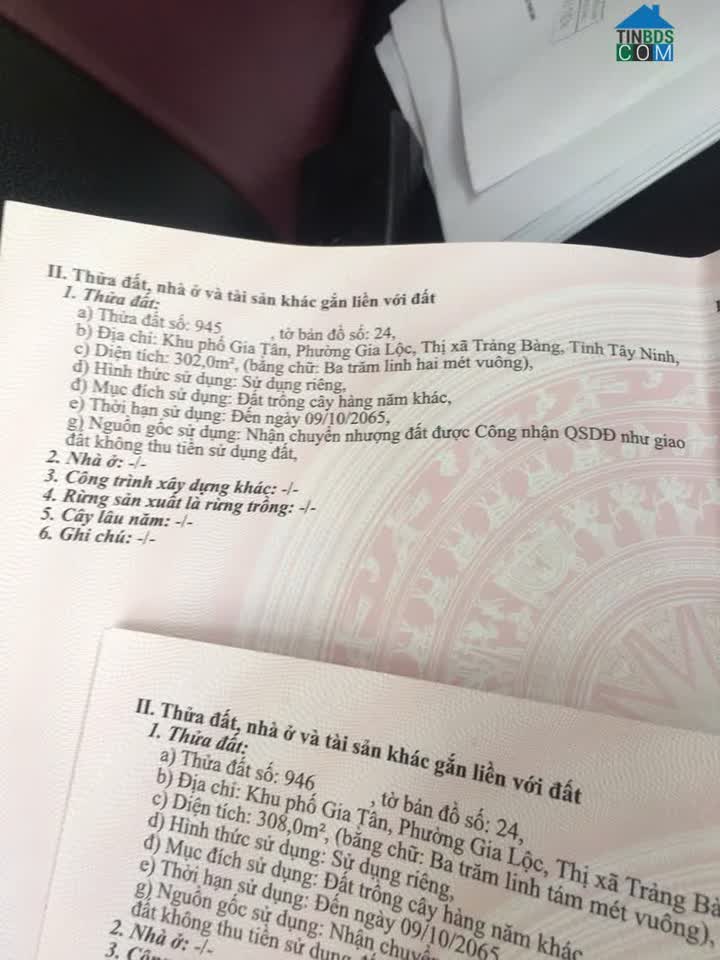 TINBDS
COM
II. Thửa đất, nhà ở và tài sản khác gắn liền với đất
1. Thửa đất:
a) Thửa đất số: 945 , tờ bản đồ số: 24,
b) Địa chỉ: Khu phố Gia Tân, Phường Gia Lộc, Thị xã Trảng Bàng, Tỉnh Tây Ninh,
c) Diện tích: 302,0m², (bằng chữ: Ba trăm linh hai mét vuông),
d) Hình thức sử dụng: Sử dụng riêng,
đ) Mục đích sử dụng: Đất trồng cây hàng năm khác,
e) Thời hạn sử dụng: Đến ngày 09/10/2065,
g) Nguồn gốc sử dụng: Nhận chuyển nhượng đất được Công nhận QSDĐ như giao
đất không thu tiền sử dụng đất,
2. Nhà ở: -/-
3. Công trình xây dựng khác: -/-
4. Rừng sản xuất là rừng trồng: -/-
5. Cây lâu năm: -/-
6. Ghi chú: -/-
II. Thửa đất, nhà ở và tài sản khác gắn liền với đất
1. Thửa đất:
a) Thửa đất số: 946 , tờ bản đồ số: 24,
b) Địa chỉ: Khu phố Gia Tân, Phường Gia Lộc, Thị xã Trảng Bà
c) Diện tích: 308,0m², (bằng chữ: Ba trăm linh tám mét vuông),
d) Hình thức sử dụng: Sử dụng riêng,
đ) Mục đích sử dụng: Đất trồng cây hàng năm khác
e) Thời hạn sử dụng: Đến ngày 09/10/2065
g) Nguồn gốc sử dụng: Nhận chuyển
đất không thu tiền sử dụng
2. Nhà ở: -/-
3. Côn